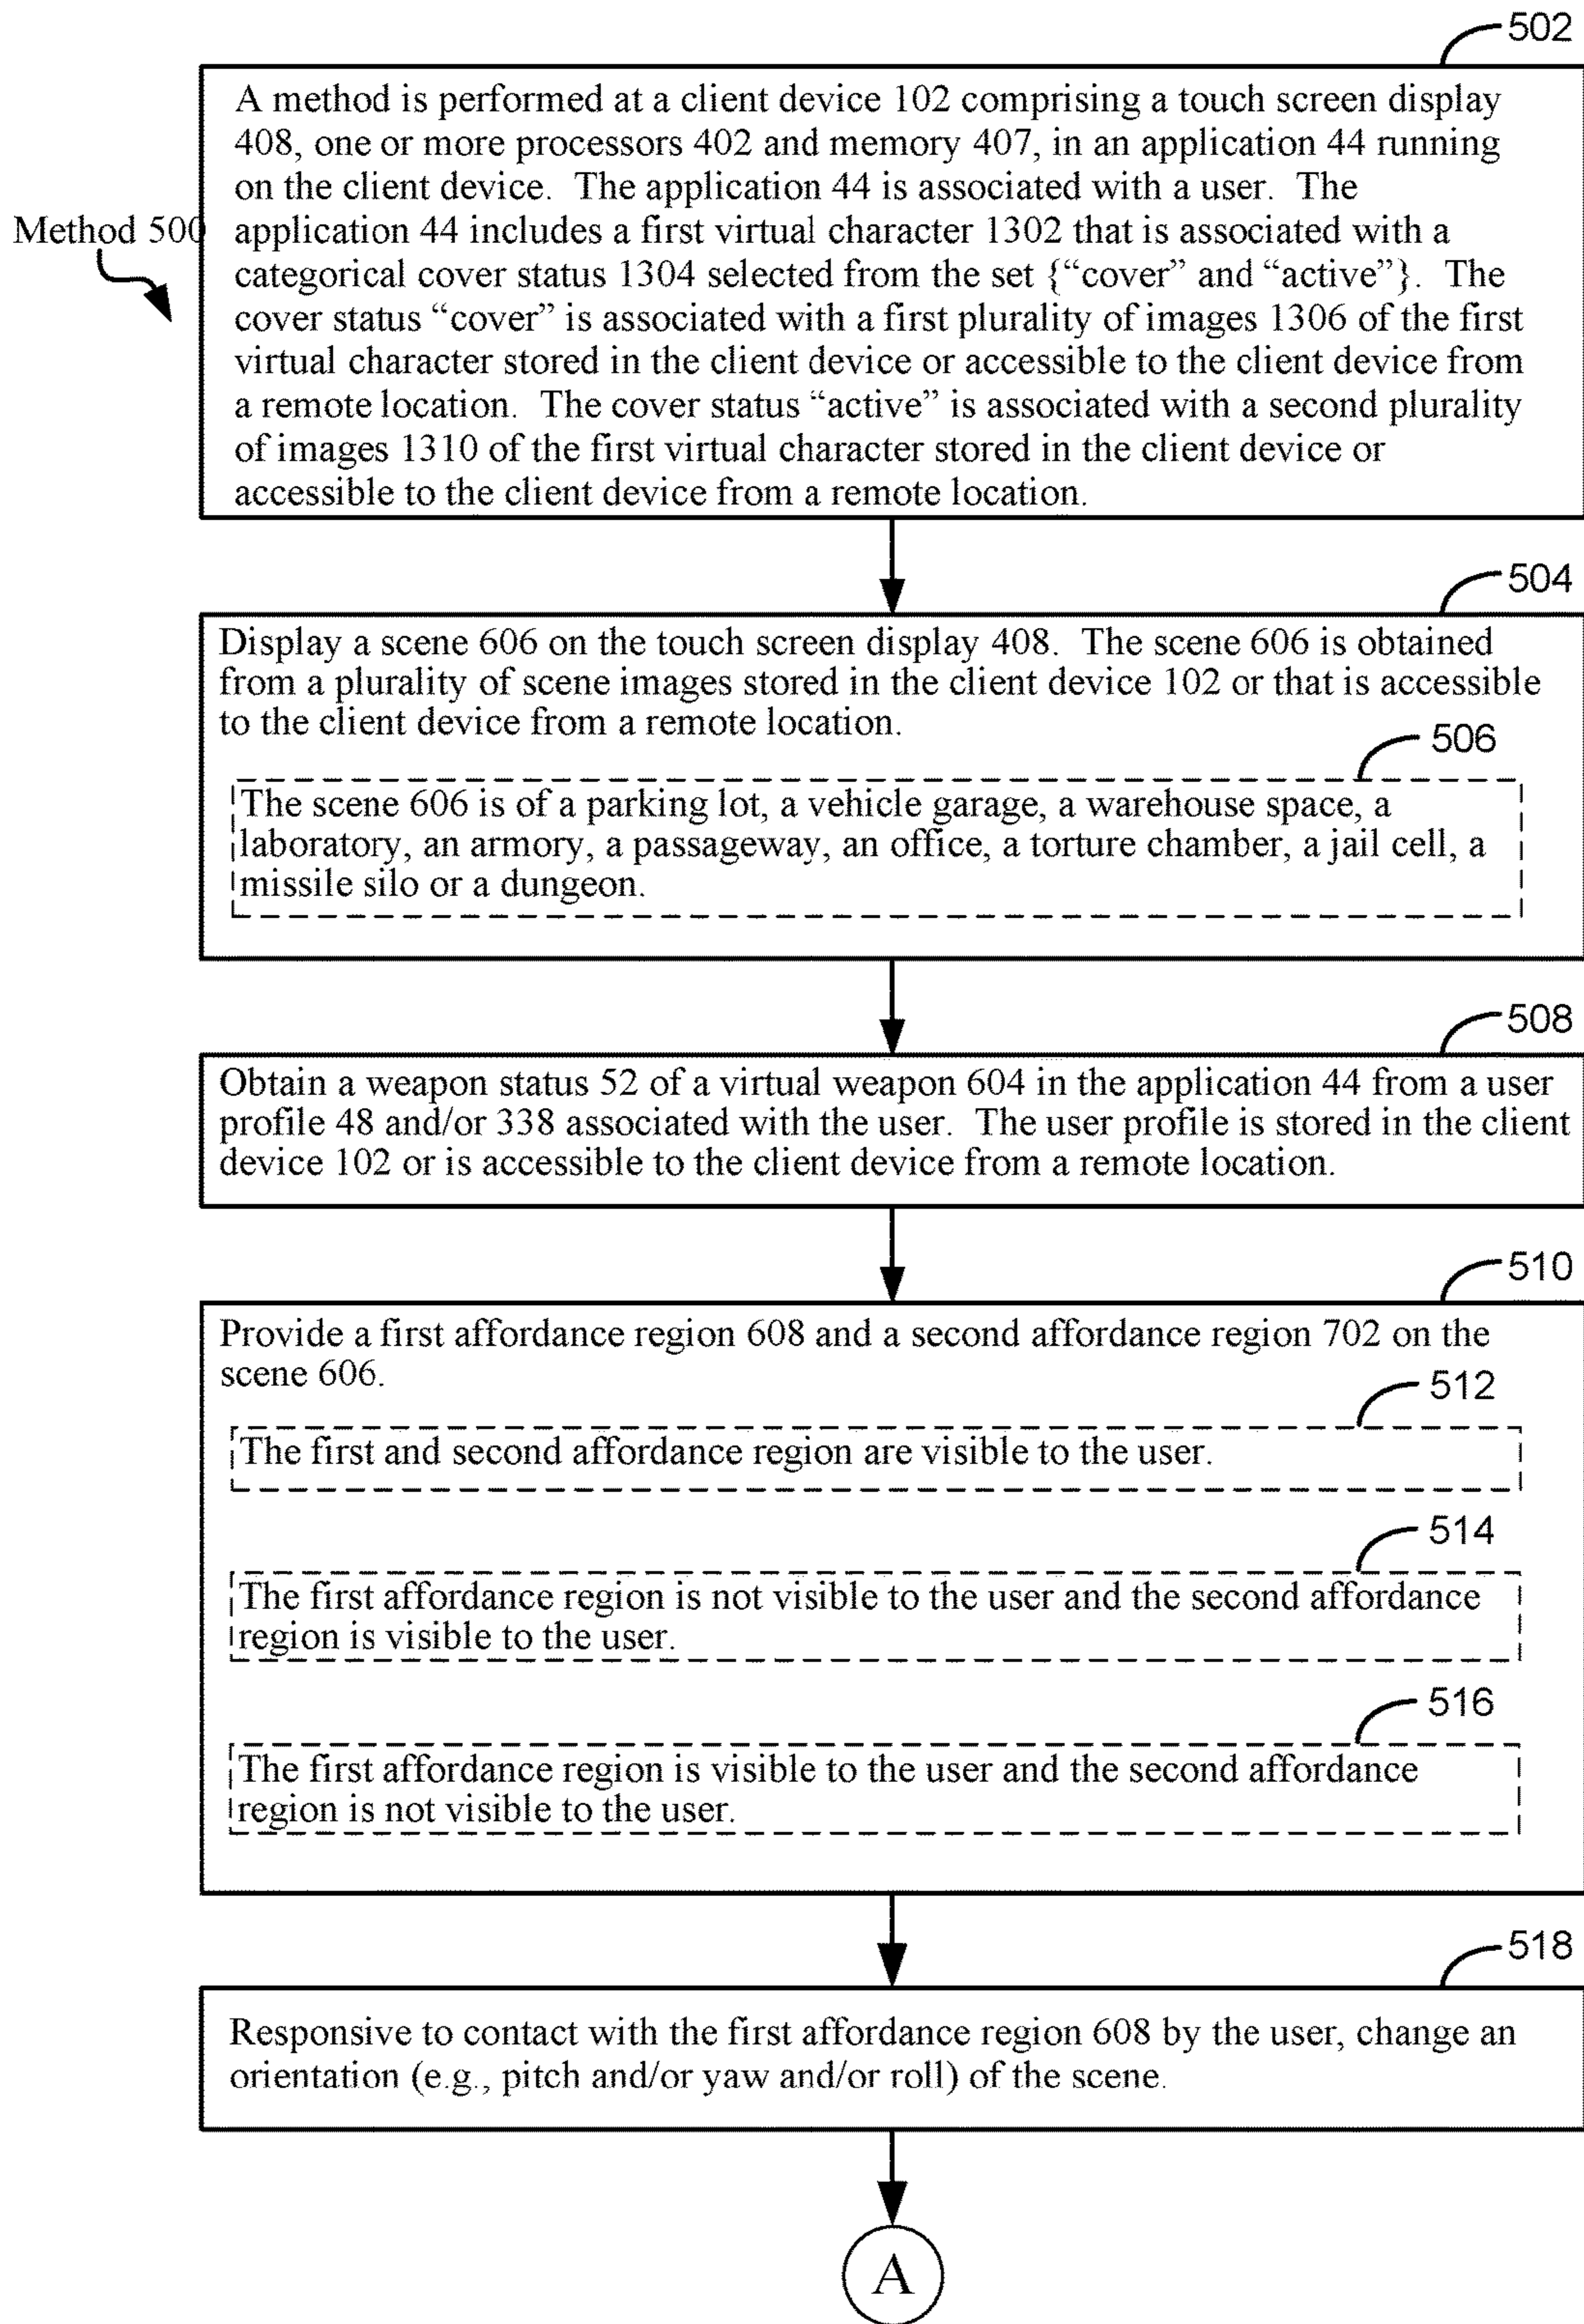 502
A method is performed at a client device 102 comprising a touch screen display
408, one or more processors 402 and memory 407, in an application 44 running
on the client device. The application 44 is associated with a user. The
Method 500
application 44 includes a first virtual character 1302 that is associated with a
categorical cover status 1304 selected from the set {“cover” and “active”}. The
cover status “cover” is associated with a first plurality of images 1306 of the first
virtual character stored in the client device or accessible to the client device from
a remote location. The cover status “active” is associated with a second plurality
of images 1310 of the first virtual character stored in the client device or
accessible to the client device from a remote location.
504
Display a scene 606 on the touch screen display 408. The scene 606 is obtained
from a plurality of scene images stored in the client device 102 or that is accessible
to the client device from a remote location.
506
The scene 606 is of a parking lot, a vehicle garage, a warehouse space, a
laboratory, an armory, a passageway, an office, a torture chamber, a jail cell, a
missile silo or a dungeon.
508
Obtain a weapon status 52 of a virtual weapon 604 in the application 44 from a user
profile 48 and/or 338 associated with the user. The user profile is stored in the client
device 102 or is accessible to the client device from a remote location.
510
Provide a first affordance region 608 and a second affordance region 702 on the
scene 606.
512
The first and second affordance region are visible to the user.
514
The first affordance region is not visible to the user and the second affordance
region is visible to the user.
516
The first affordance region is visible to the user and the second affordance
region is not visible to the user.
518
Responsive to contact with the first affordance region 608 by the user, change an
orientation (e.g., pitch and/or yaw and/or roll) of the scene.
A